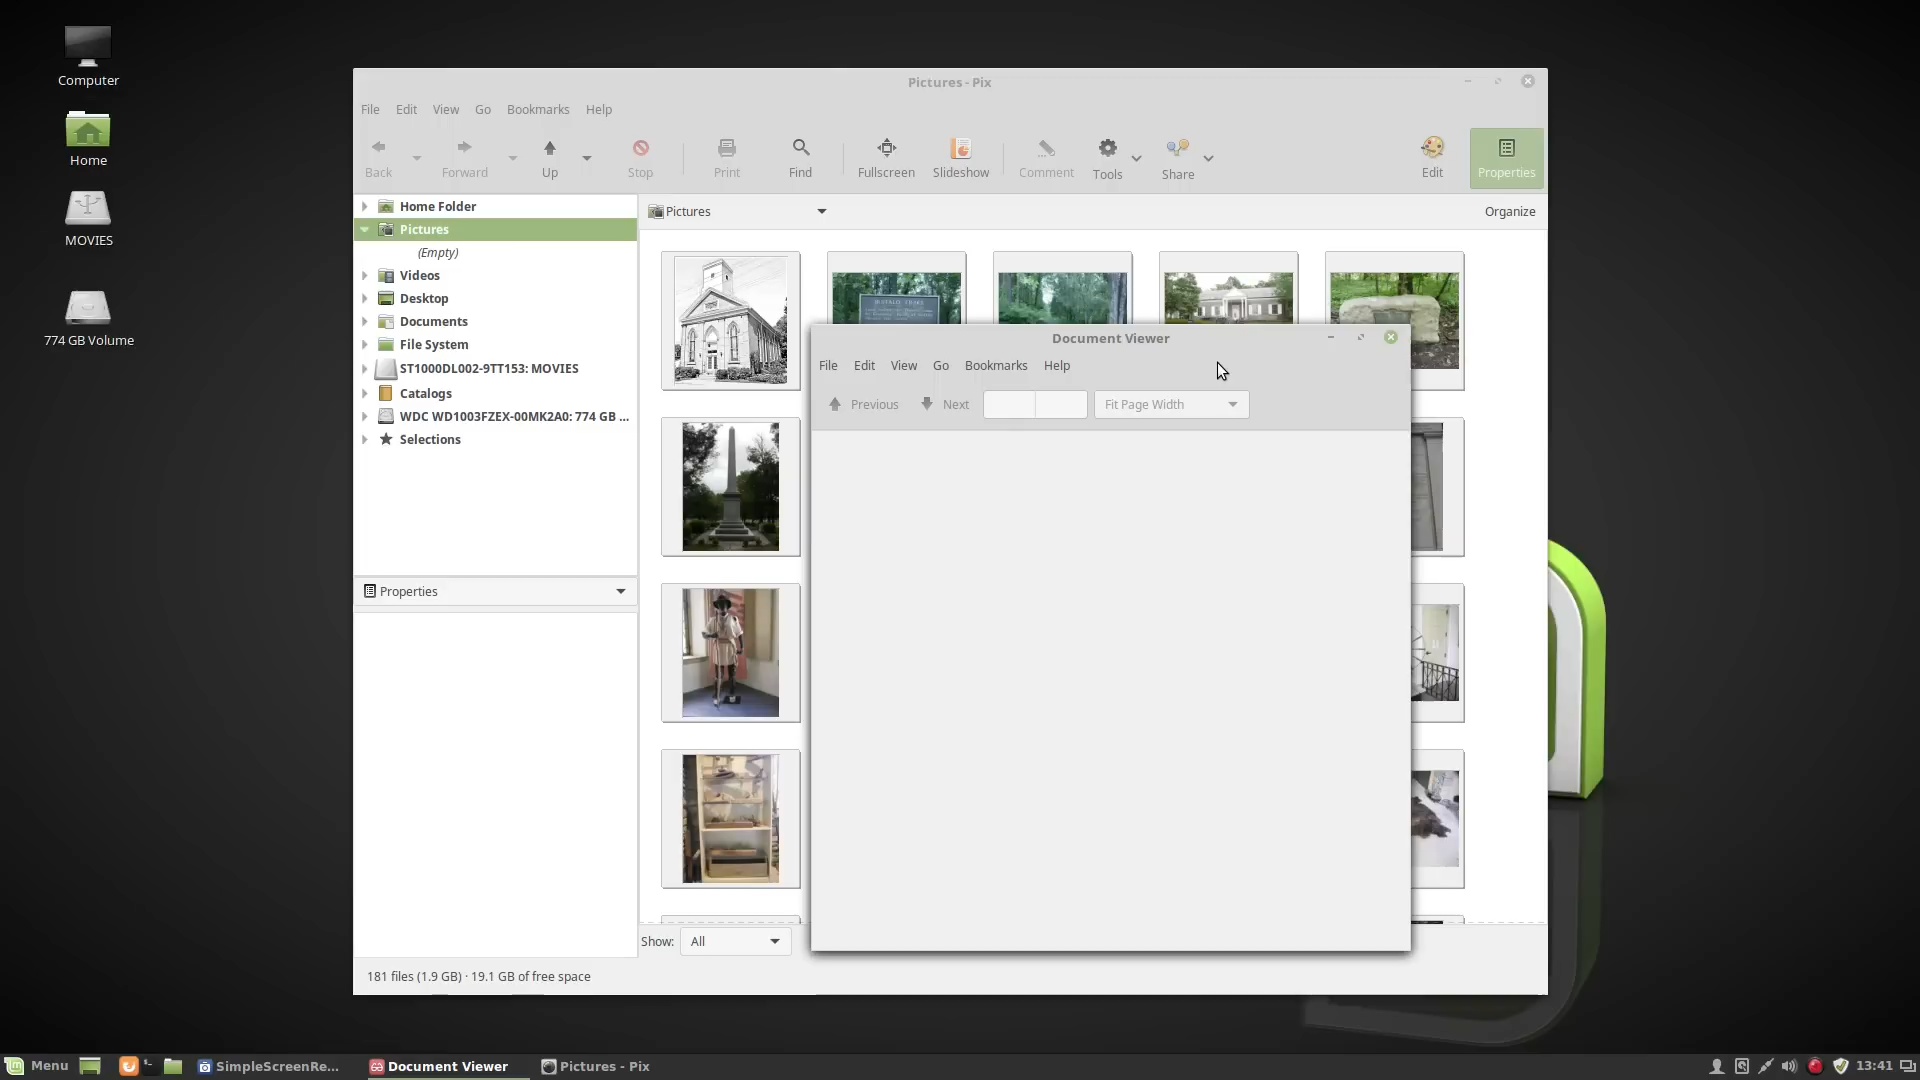 Computer
Home
MOVIES
774 GB Volume
Pictures - Pix
File Edit View Go Bookmarks Help
Back Forward Up Stop Print Find Fullscreen Slideshow Comment Tools Share Edit Properties
Home Folder
Pictures
(Empty)
Videos
Desktop
Documents
File System
ST1000DL002-9TT153: MOVIES
Catalogs
WDC WD1003FZEX-00MK2A0: 774 GB ...
Selections
Properties
Pictures
Organize
Document Viewer
File Edit View Go Bookmarks Help
Previous Next Fit Page Width
Show: All
181 files (1.9 GB) · 19.1 GB of free space
Menu SimpleScreenRe... Document Viewer Pictures - Pix 13:41